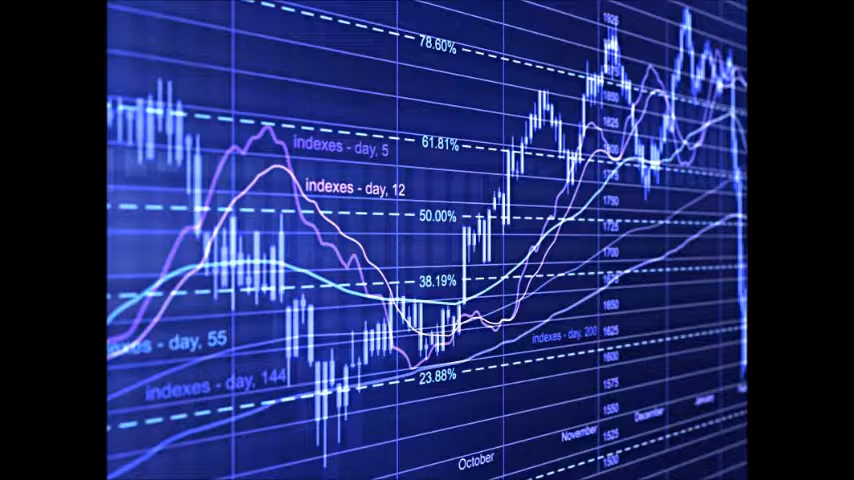 78.60%
indexes - day, 5
61.81%
indexes - day, 12
50.00%
38.19%
indexes - day, 55
indexes - day, 200
indexes - day, 144
23.88%
October
November
December
January
1925
1850
1825
1800
1750
1725
1700
1675
1650
1625
1600
1575
1550
1525
1500